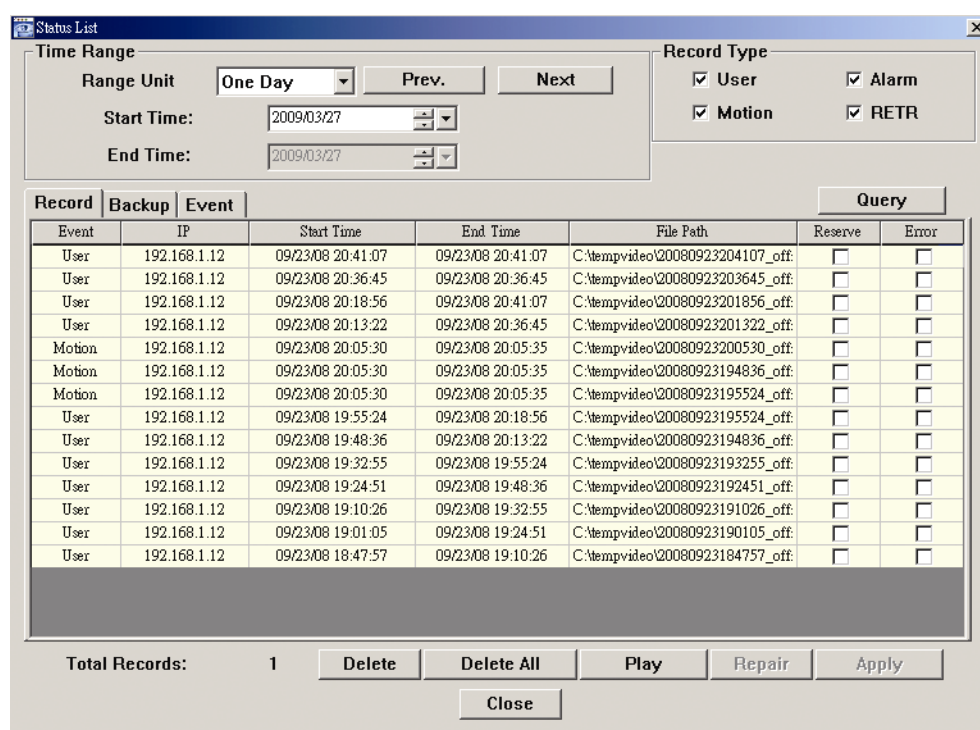 Status List
Time Range
Range Unit One Day Prev. Next
Start Time: 2009/03/27
End Time: 2009/03/27
Record Type
User Alarm
Motion RETR
Record Backup Event Query
Event IP Start Time End Time File Path Reserve Error
User 192.168.1.12 09/23/08 20:41:07 09/23/08 20:41:07 C:\tempvideo\20080923204107_off:
User 192.168.1.12 09/23/08 20:36:45 09/23/08 20:36:45 C:\tempvideo\20080923203645_off:
User 192.168.1.12 09/23/08 20:18:56 09/23/08 20:41:07 C:\tempvideo\20080923201856_off:
User 192.168.1.12 09/23/08 20:13:22 09/23/08 20:36:45 C:\tempvideo\20080923201322_off:
Motion 192.168.1.12 09/23/08 20:05:30 09/23/08 20:05:35 C:\tempvideo\20080923200530_off:
Motion 192.168.1.12 09/23/08 20:05:30 09/23/08 20:05:35 C:\tempvideo\20080923194836_off:
Motion 192.168.1.12 09/23/08 20:05:30 09/23/08 20:05:35 C:\tempvideo\20080923195524_off:
User 192.168.1.12 09/23/08 19:55:24 09/23/08 20:18:56 C:\tempvideo\20080923195524_off:
User 192.168.1.12 09/23/08 19:48:36 09/23/08 20:13:22 C:\tempvideo\20080923194836_off:
User 192.168.1.12 09/23/08 19:32:55 09/23/08 19:55:24 C:\tempvideo\20080923193255_off:
User 192.168.1.12 09/23/08 19:24:51 09/23/08 19:48:36 C:\tempvideo\20080923192451_off:
User 192.168.1.12 09/23/08 19:10:26 09/23/08 19:32:55 C:\tempvideo\20080923191026_off:
User 192.168.1.12 09/23/08 19:01:05 09/23/08 19:24:51 C:\tempvideo\20080923190105_off:
User 192.168.1.12 09/23/08 18:47:57 09/23/08 19:10:26 C:\tempvideo\20080923184757_off:
Total Records: 1 Delete Delete All Play Repair Apply
Close